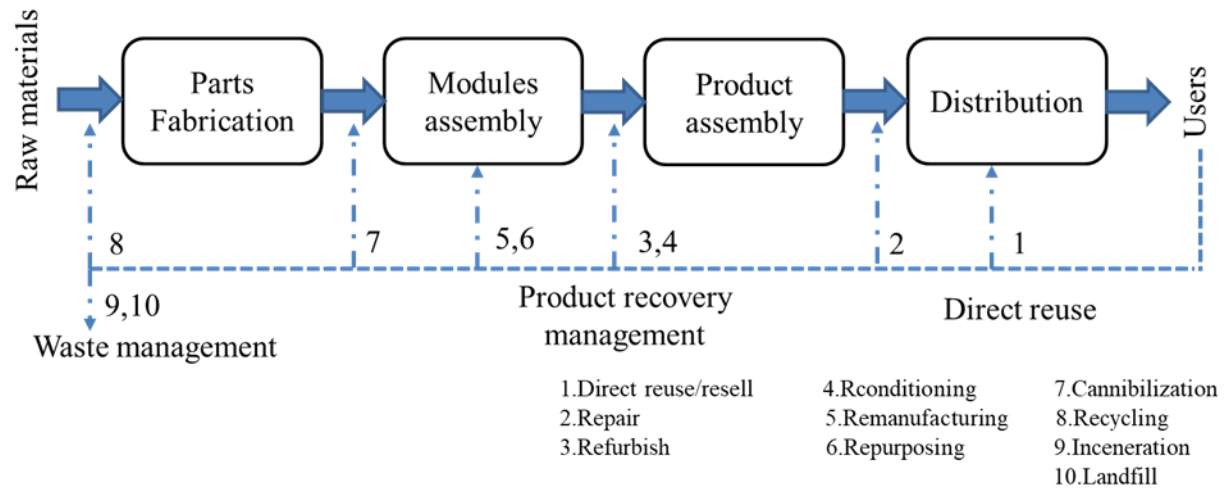 Raw materials
Parts
Fabrication
Modules
assembly
Product
assembly
Distribution
Users
8
7
5,6
3,4
2
1
9,10
Waste management
Product recovery
management
Direct reuse
1.Direct reuse/resell
2.Repair
3.Refurbish
4.Rconditioning
5.Remanufacturing
6.Repurposing
7.Cannibilization
8.Recycling
9.Inceneration
10.Landfill